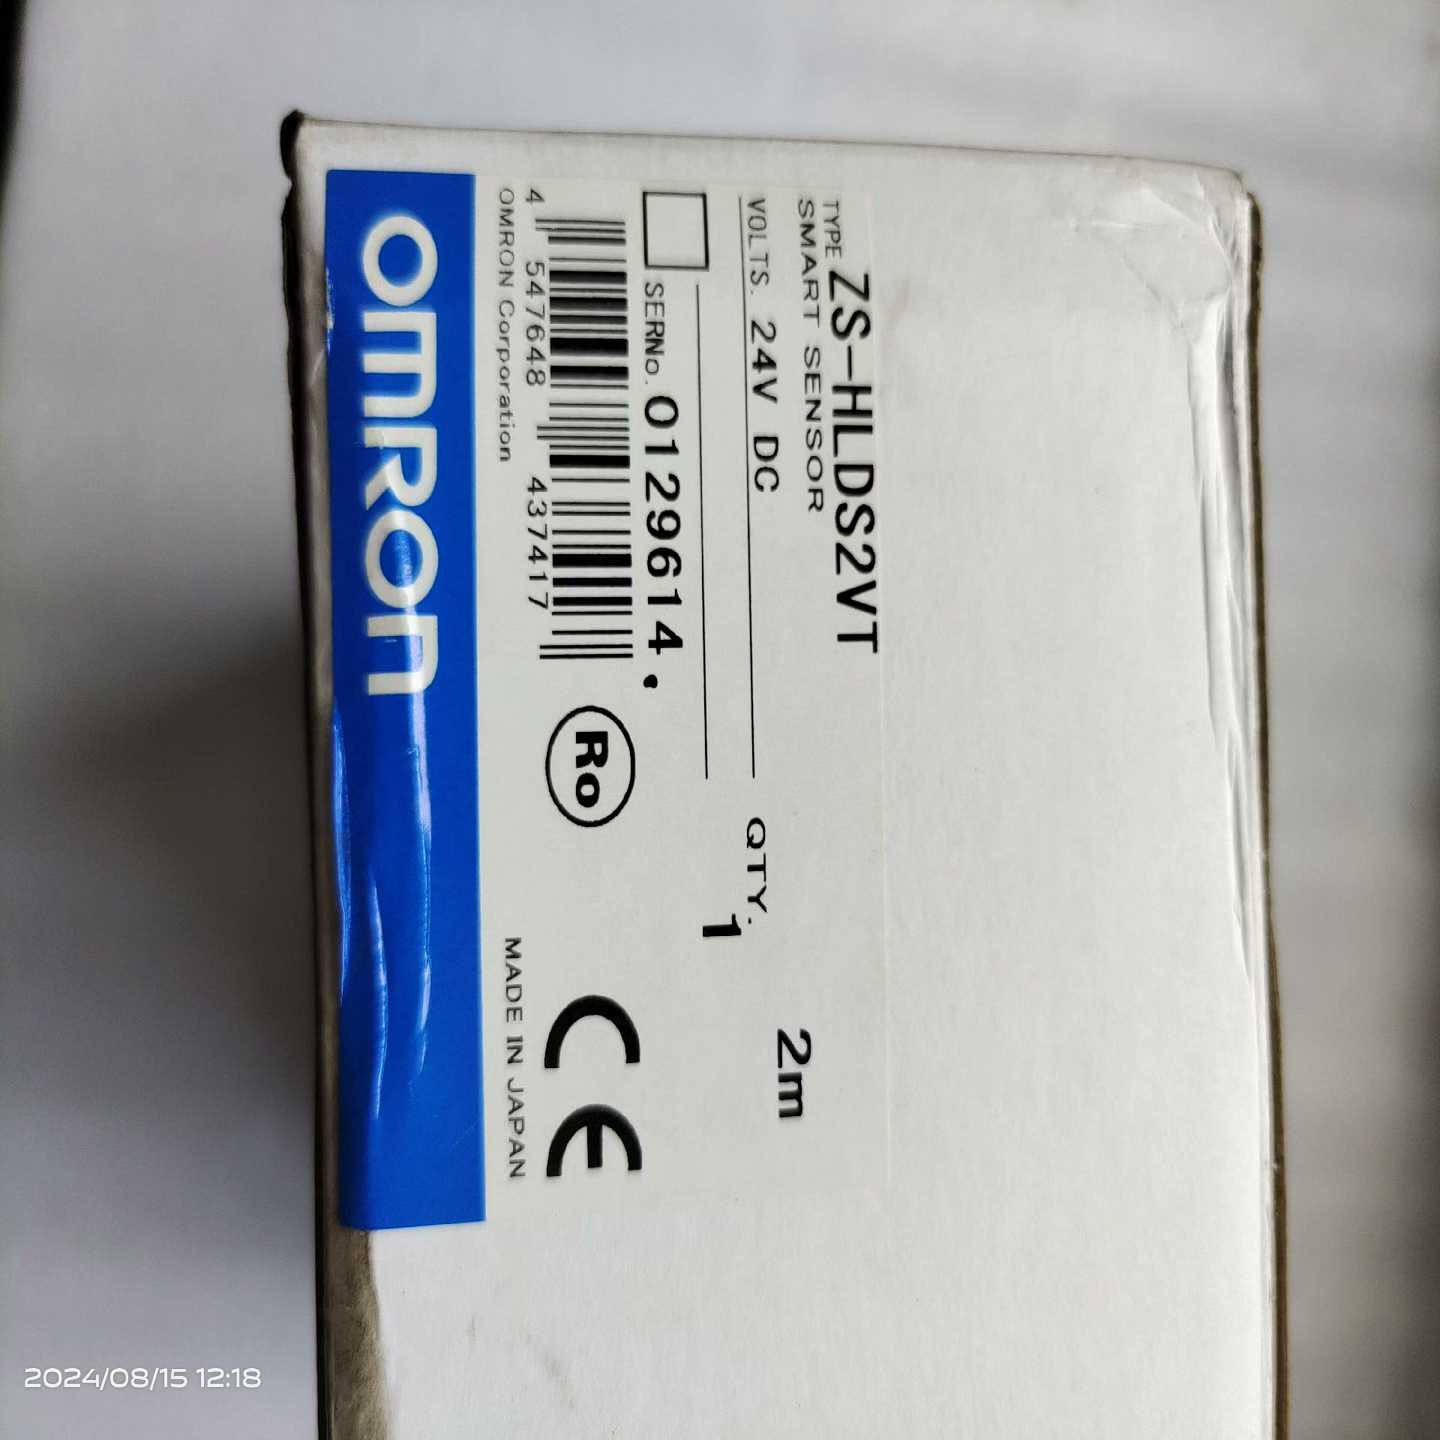 TYPE ZS-HLDS2VT
SMART SENSOR
2m
VOLTS. 24V DC
QTY.
1
SERNo. 0129614.
Ro
CE
4 547648 437417
OMRON Corporation
MADE IN JAPAN
OMRON
2024/08/15 12:18